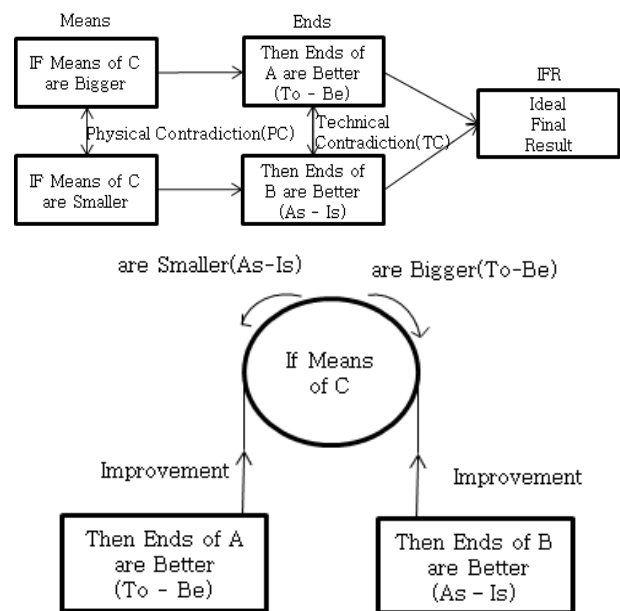 Means
Ends
IF Means of C
are Bigger
Then Ends of
A are Better
(To - Be)
IFR
Ideal
Final
Result
Physical Contradiction(PC)
Technical
Contradiction(TC)
IF Means of C
are Smaller
Then Ends of
B are Better
(As - Is)
are Smaller(As-Is)
are Bigger(To-Be)
If Means
of C
Improvement
Improvement
Then Ends of A
are Better
(To - Be)
Then Ends of B
are Better
(As - Is)